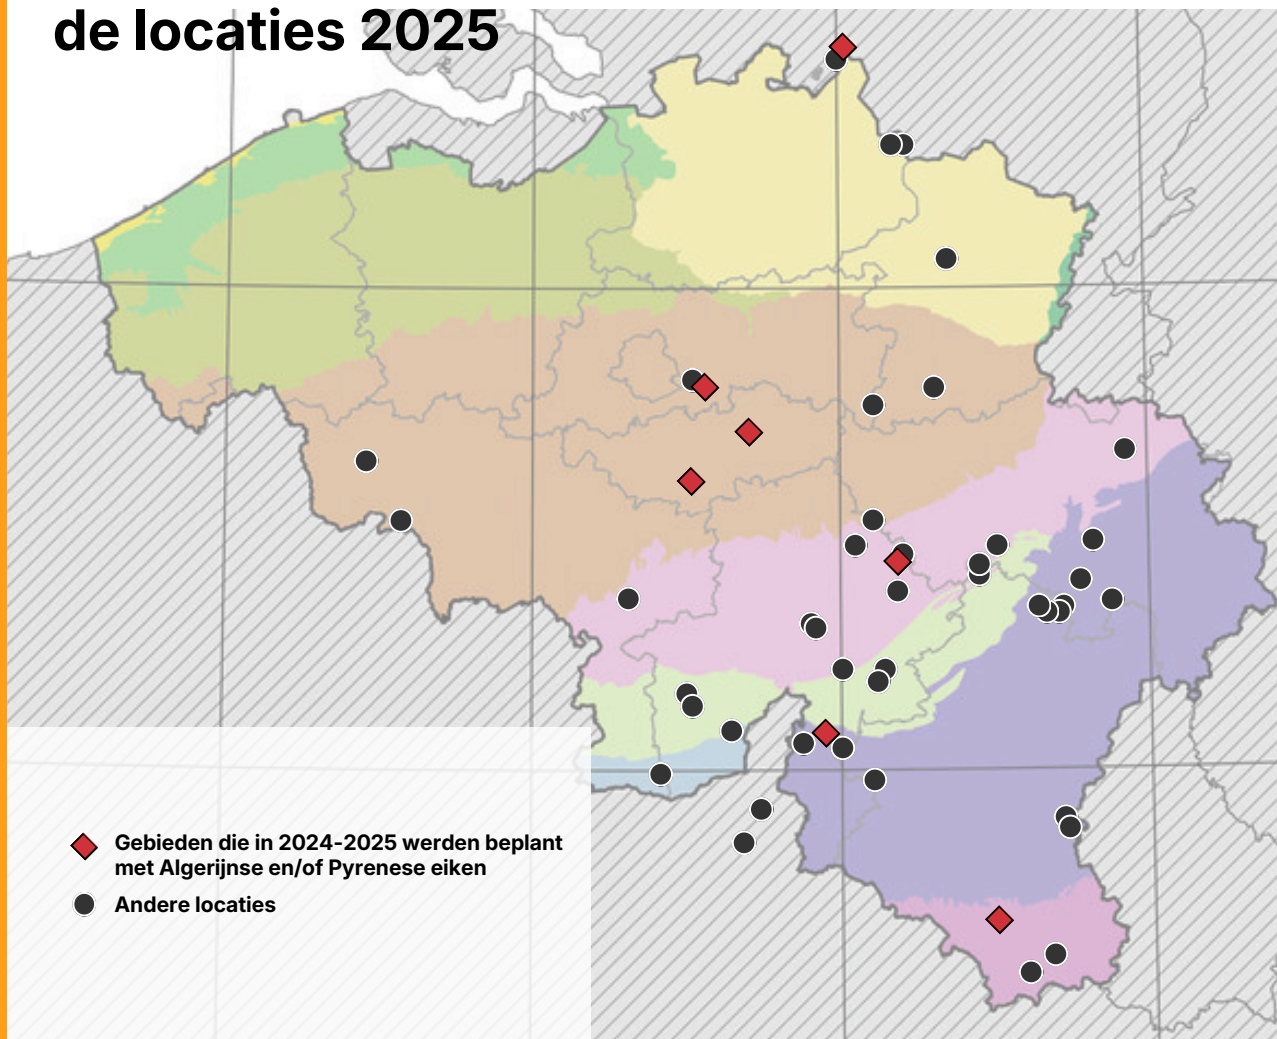 de locaties 2025
Gebieden die in 2024-2025 werden beplant
met Algerijnse en/of Pyrenese eiken
Andere locaties